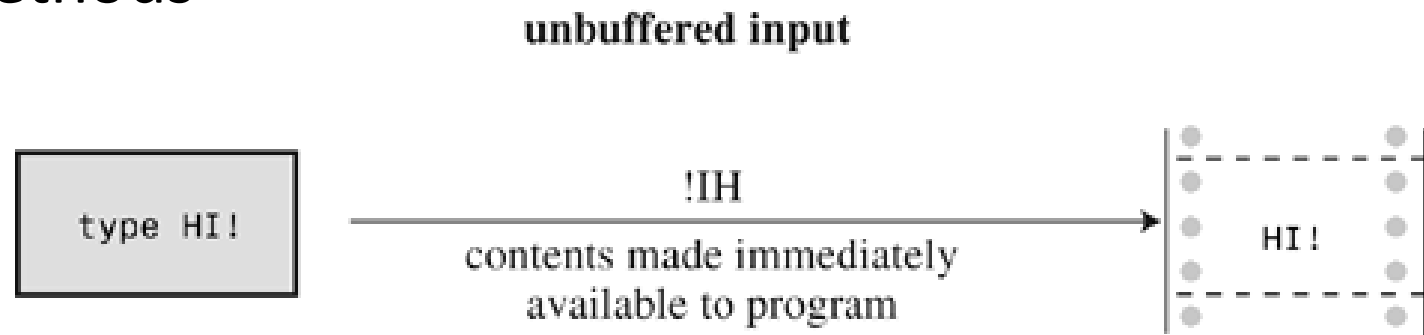 unbuffered input
type HI!
!IH
contents made immediately
available to program
HI!